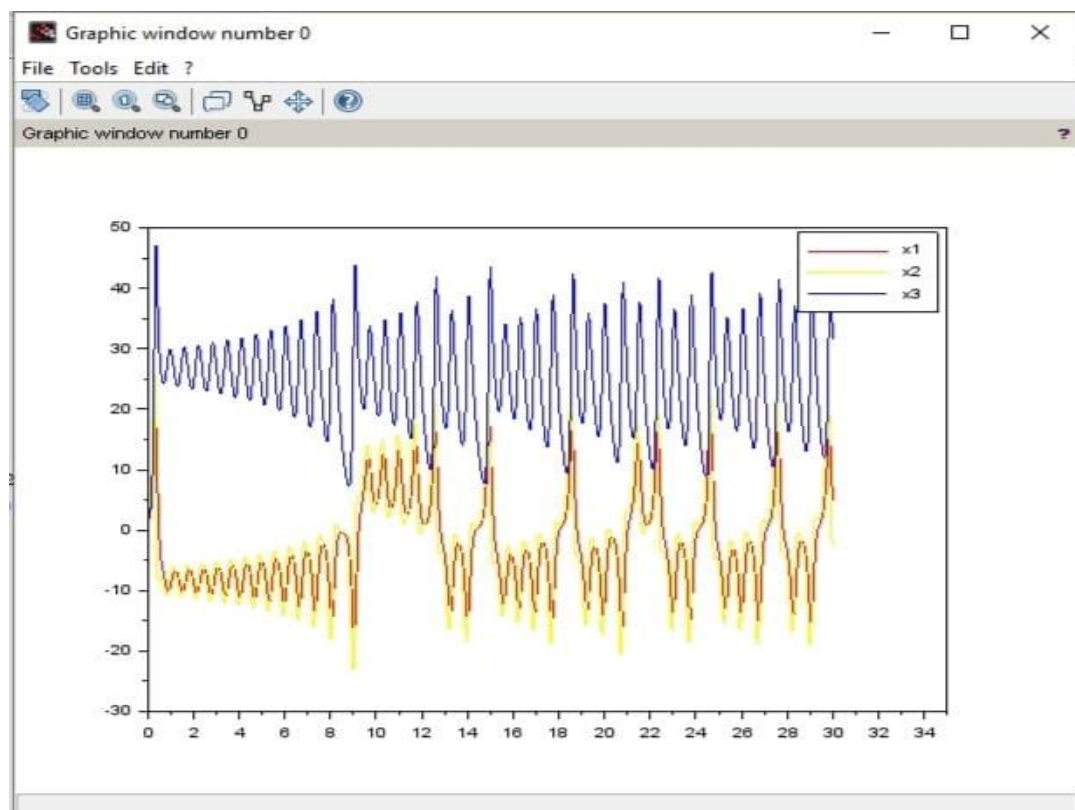 Graphic window number 0
File Tools Edit ?
Graphic window number 0 ?
50
40
30
20
10
0
-10
-20
-30
x1
x2
x3
0 2 4 6 8 10 12 14 16 18 20 22 24 26 28 30 32 34